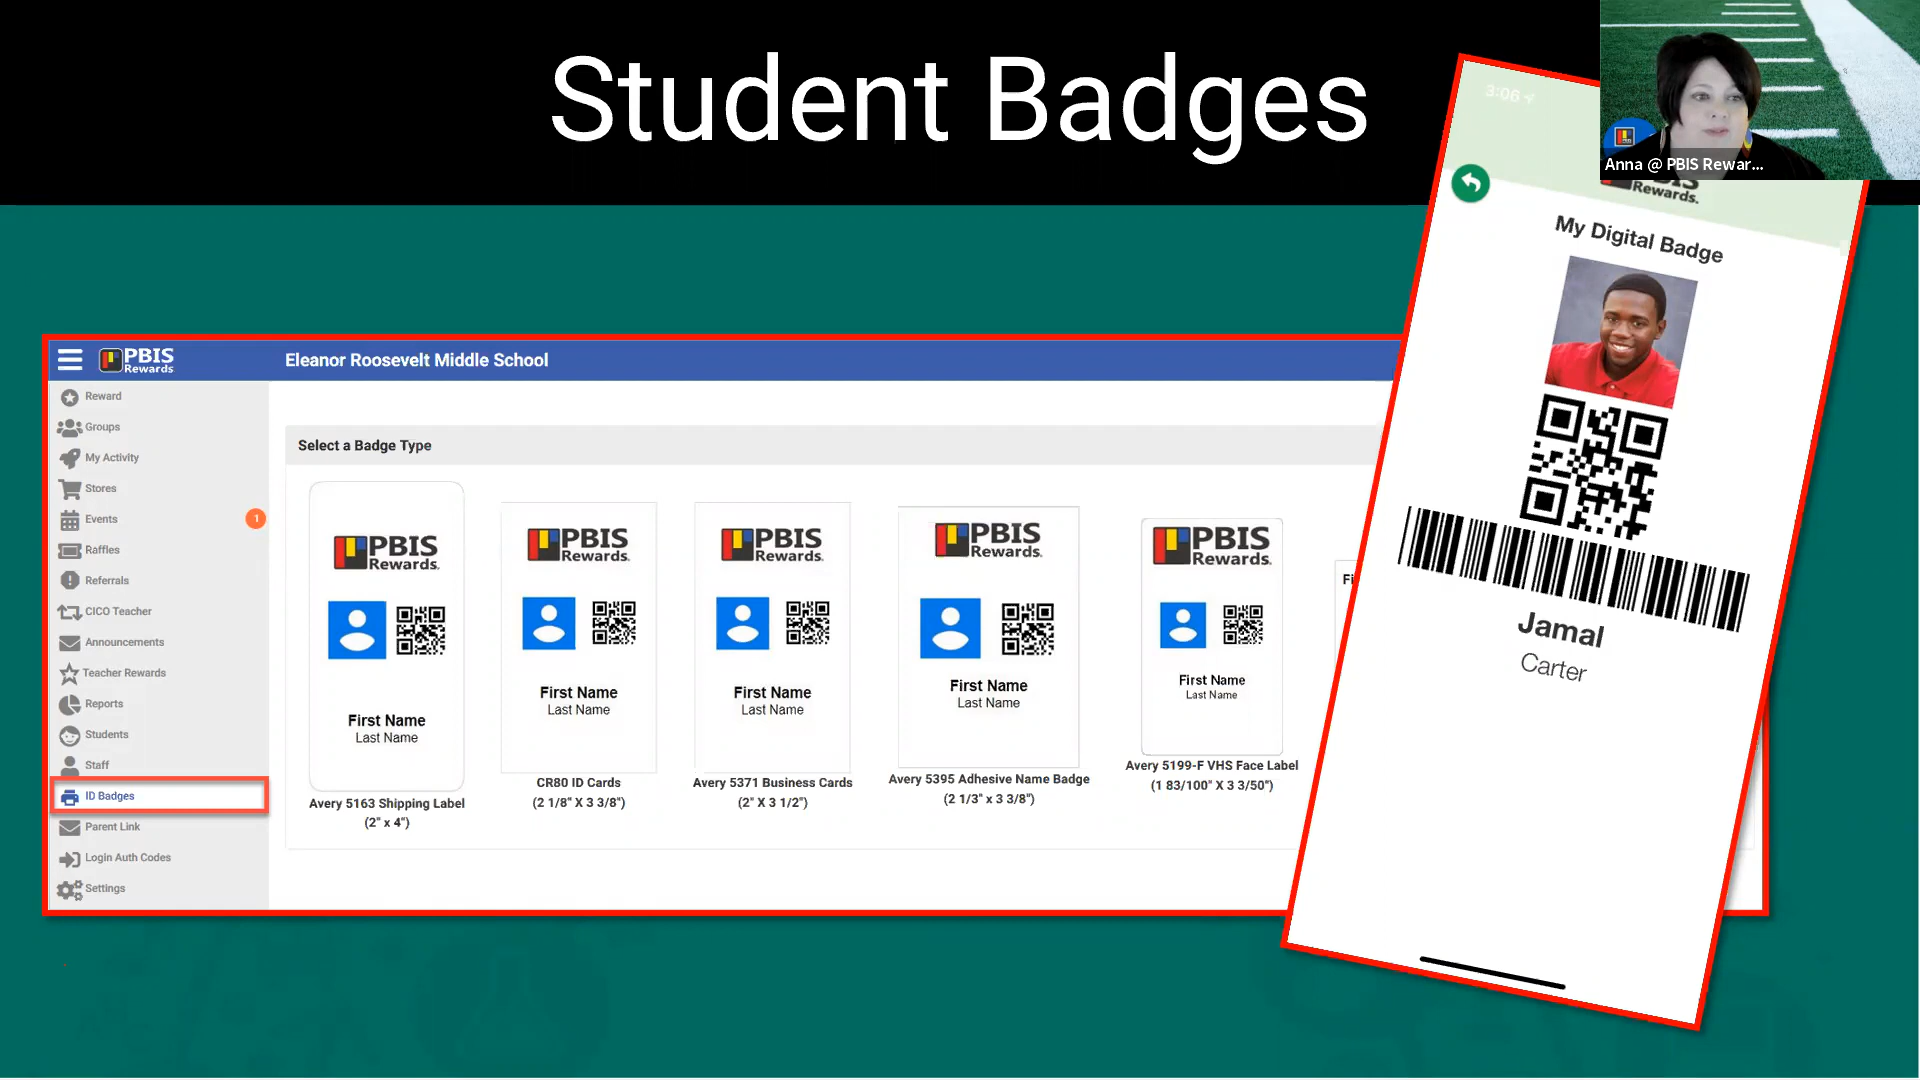 Student Badges
Anna @ PBIS Rewar...
3:06
PBIS
Rewards.
My Digital Badge
Jamal
Carter
PBIS
Rewards
Eleanor Roosevelt Middle School
Reward
Groups
My Activity
Stores
Events
1
Raffles
Referrals
CICO Teacher
Announcements
Teacher Rewards
Reports
Students
Staff
ID Badges
Parent Link
Login Auth Codes
Settings
Select a Badge Type
PBIS
Rewards.
First Name
Last Name
Avery 5163 Shipping Label
(2" x 4")
PBIS
Rewards.
First Name
Last Name
CR80 ID Cards
(2 1/8" X 3 3/8")
PBIS
Rewards.
First Name
Last Name
Avery 5371 Business Cards
(2" X 3 1/2")
PBIS
Rewards.
First Name
Last Name
Avery 5395 Adhesive Name Badge
(2 1/3" x 3 3/8")
PBIS
Rewards.
First Name
Last Name
Avery 5199-F VHS Face Label
(1 83/100" X 3 3/50")